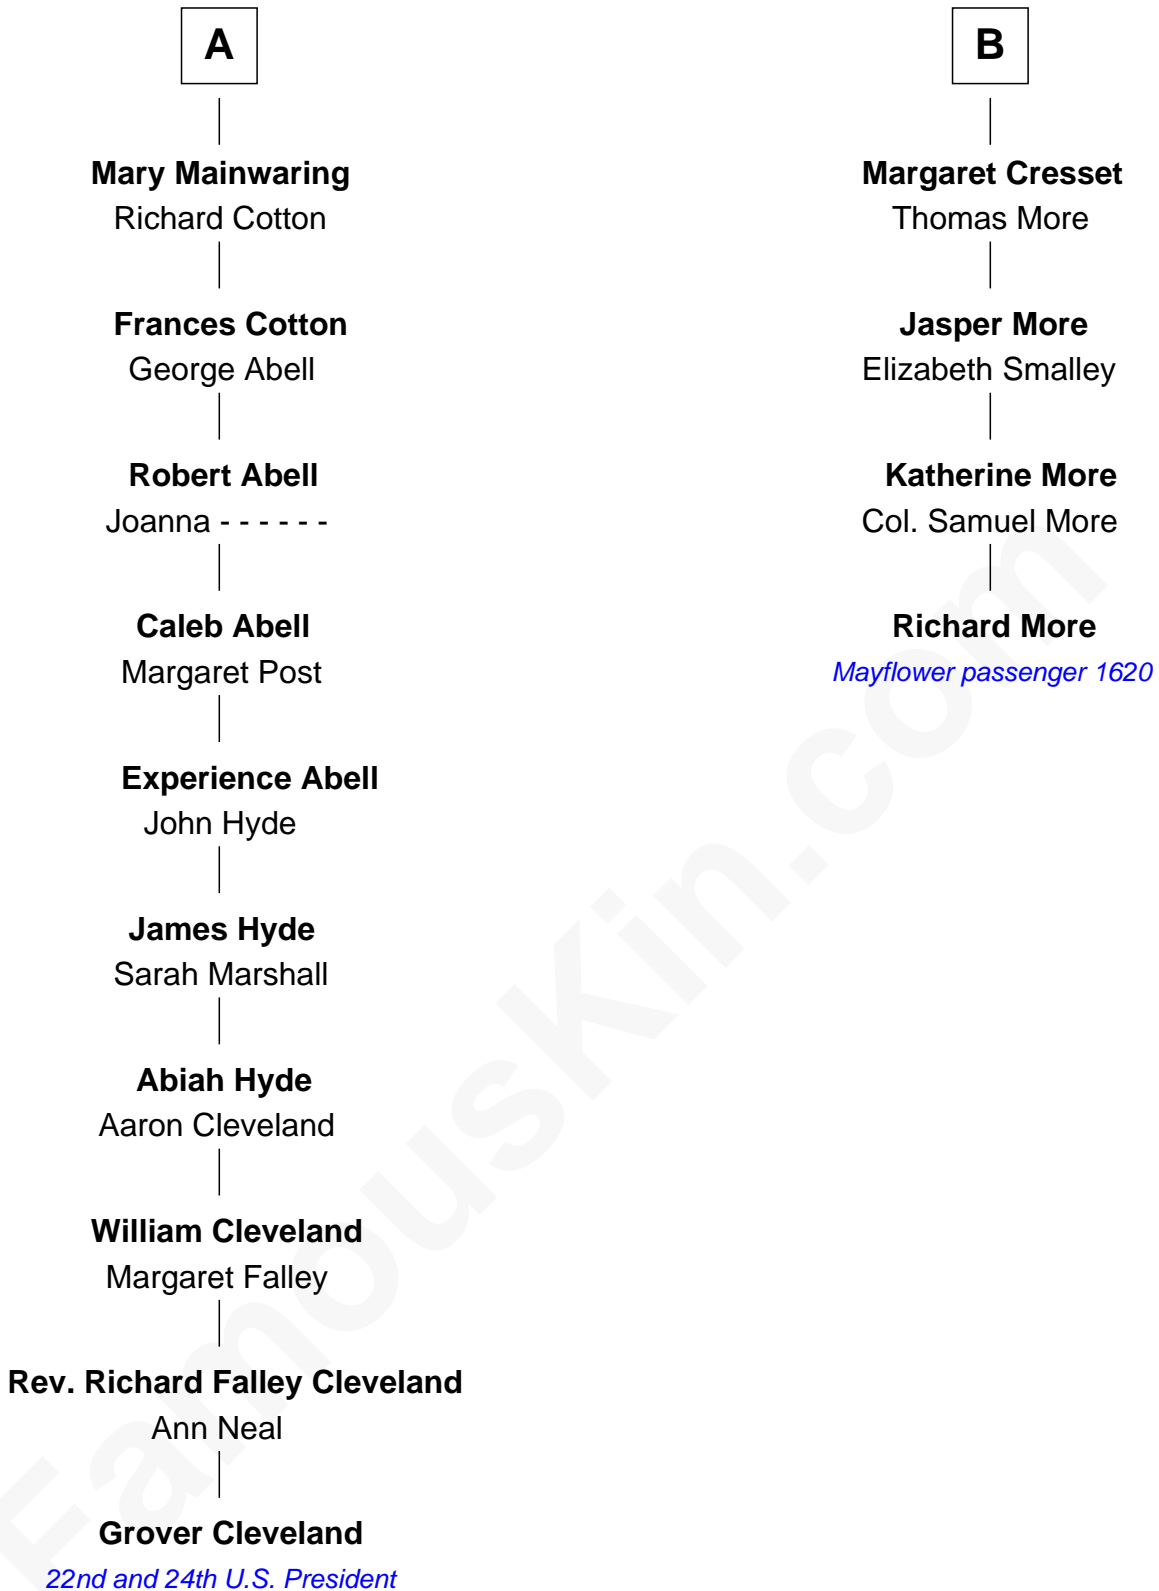 A
Mary Mainwaring
Richard Cotton
Frances Cotton
George Abell
Robert Abell
Joanna - - - - - -
Caleb Abell
Margaret Post
Experience Abell
John Hyde
James Hyde
Sarah Marshall
Abiah Hyde
Aaron Cleveland
William Cleveland
Margaret Falley
Rev. Richard Falley Cleveland
Ann Neal
Grover Cleveland
22nd and 24th U.S. President
B
Margaret Cresset
Thomas More
Jasper More
Elizabeth Smalley
Katherine More
Col. Samuel More
Richard More
Mayflower passenger 1620
FamousKin.com